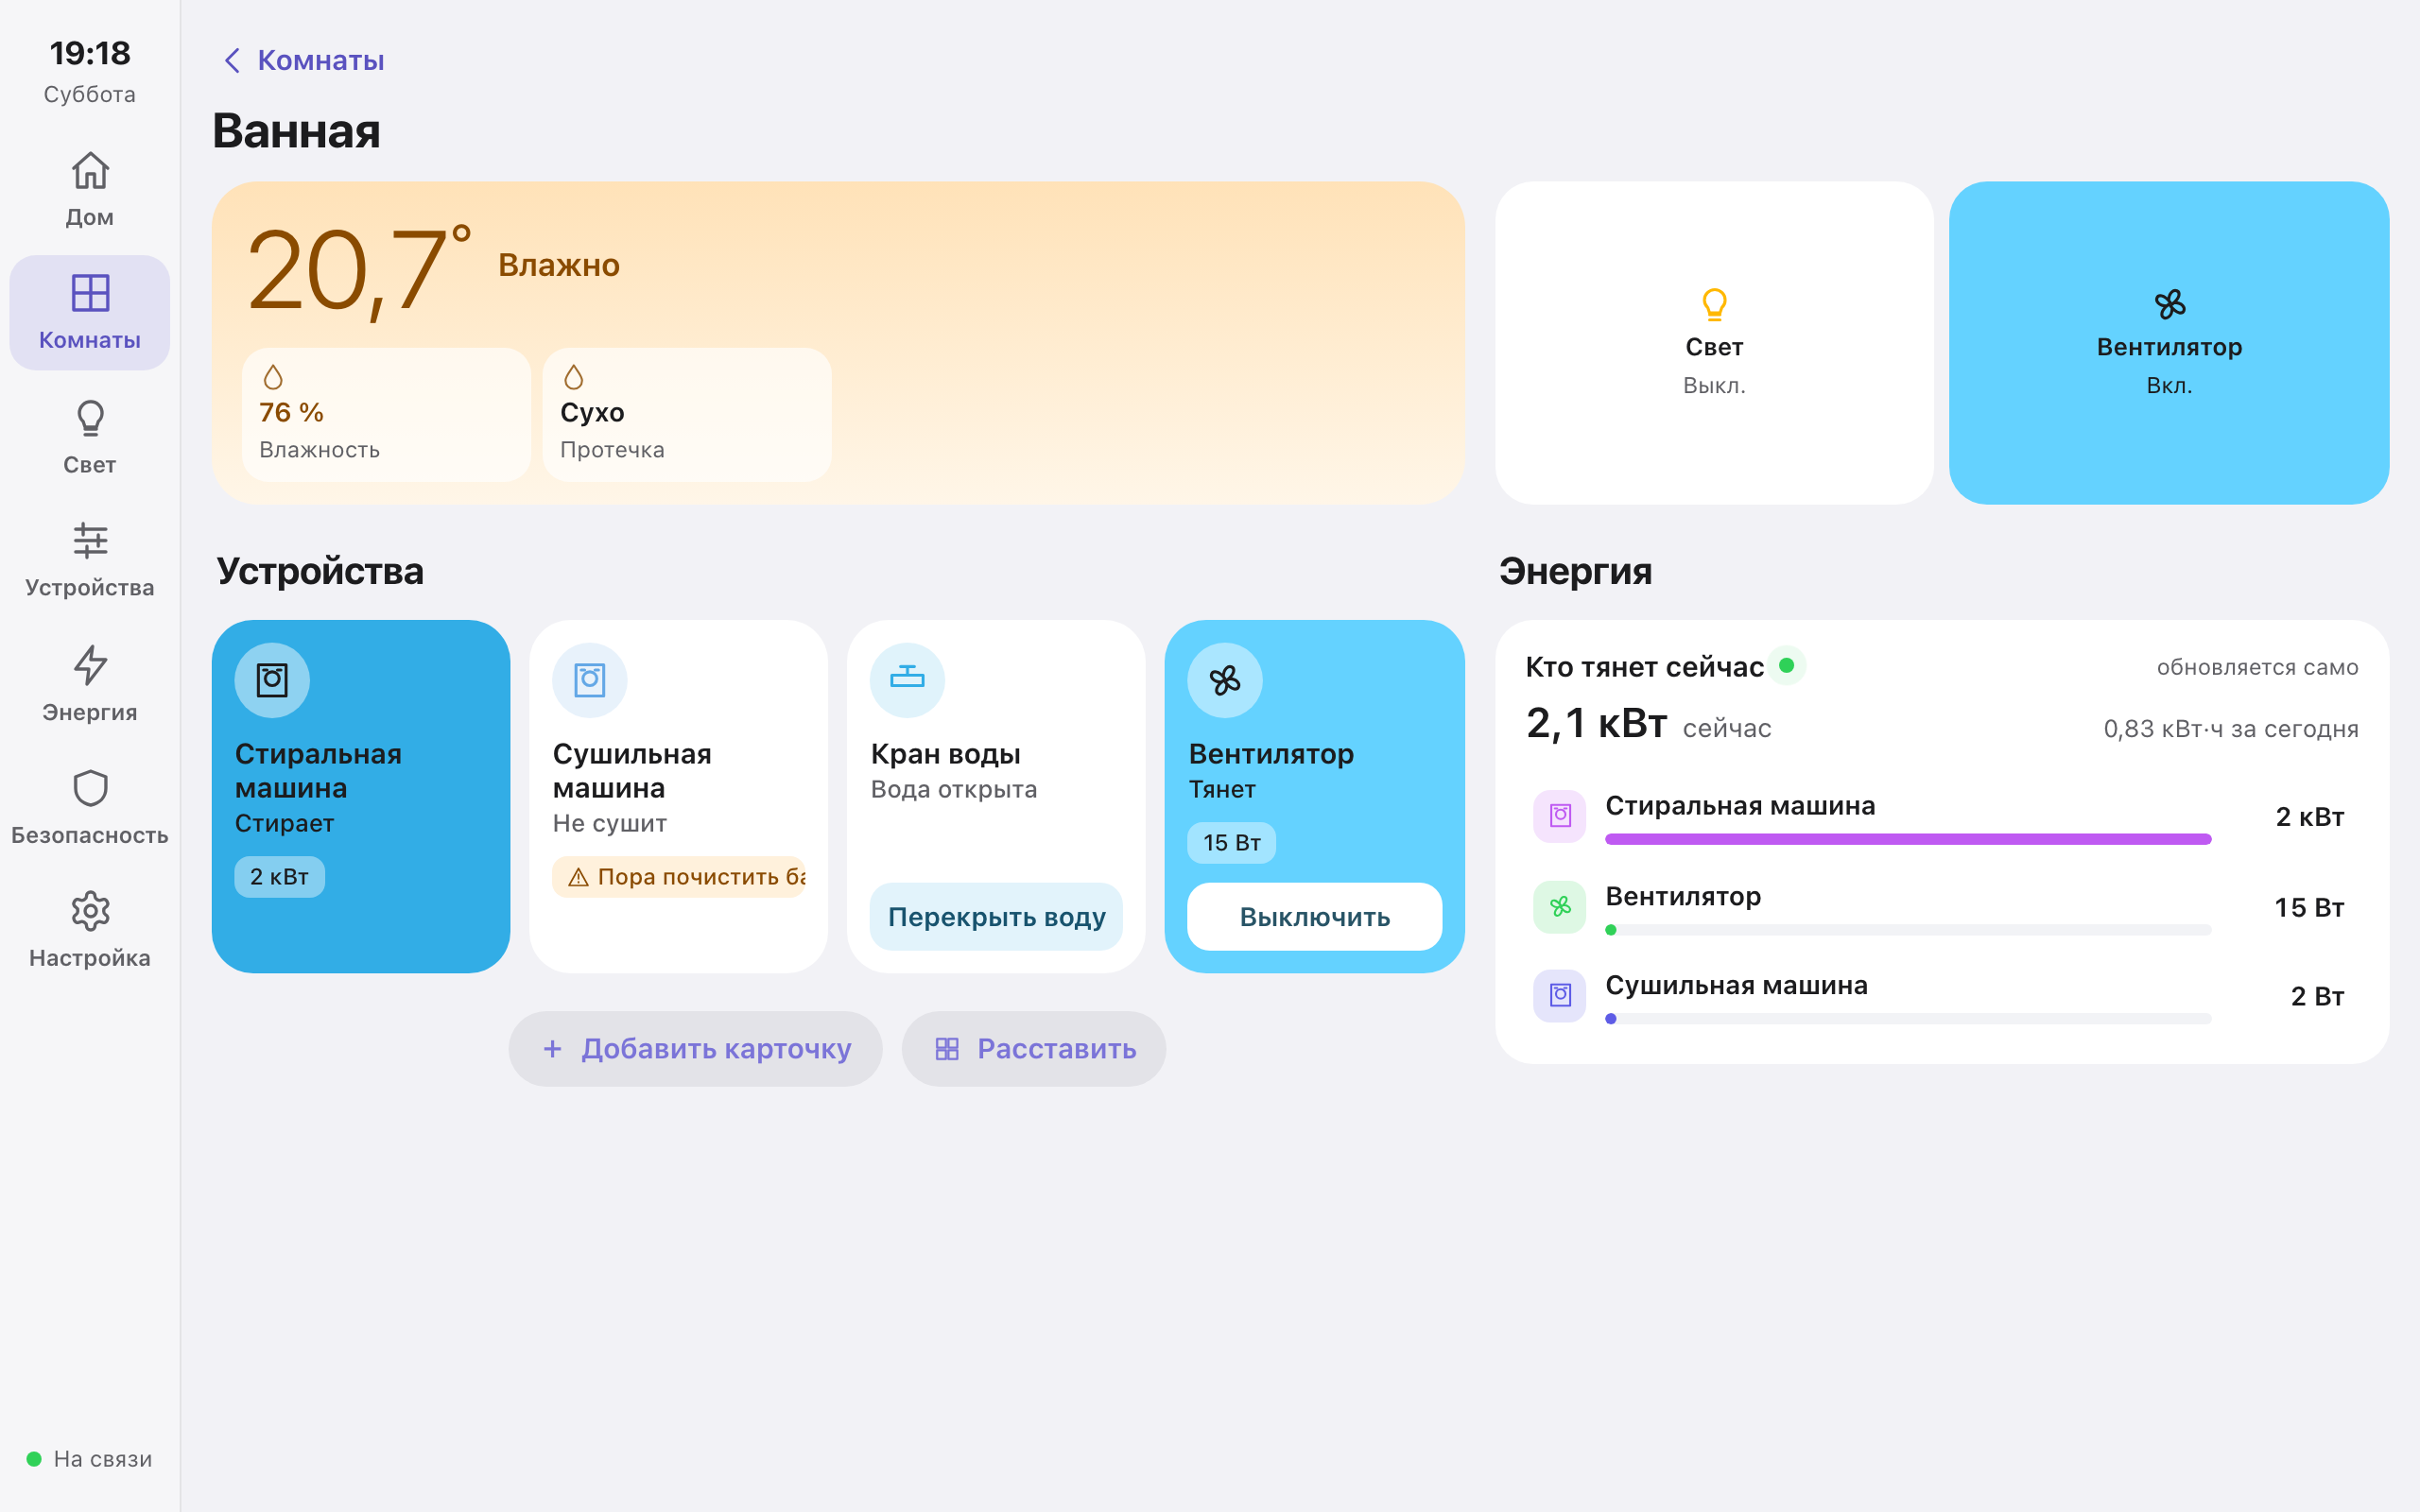 19:18
Суббота
Дом
Комнаты
Свет
Устройства
Энергия
Безопасность
Настройка
На связи
Комнаты
Ванная
20,7°
Влажно
76 %
Влажность
Сухо
Протечка
Свет
Выкл.
Вентилятор
Вкл.
Устройства
Стиральная
машина
Стирает
2 кВт
Сушильная
машина
Не сушит
Пора почистить ба
Кран воды
Вода открыта
Перекрыть воду
Вентилятор
Тянет
15 Вт
Выключить
+ Добавить карточку
Расставить
Энергия
Кто тянет сейчас
обновляется само
2,1 кВт сейчас
0,83 кВт·ч за сегодня
Стиральная машина
2 кВт
Вентилятор
15 Вт
Сушильная машина
2 Вт